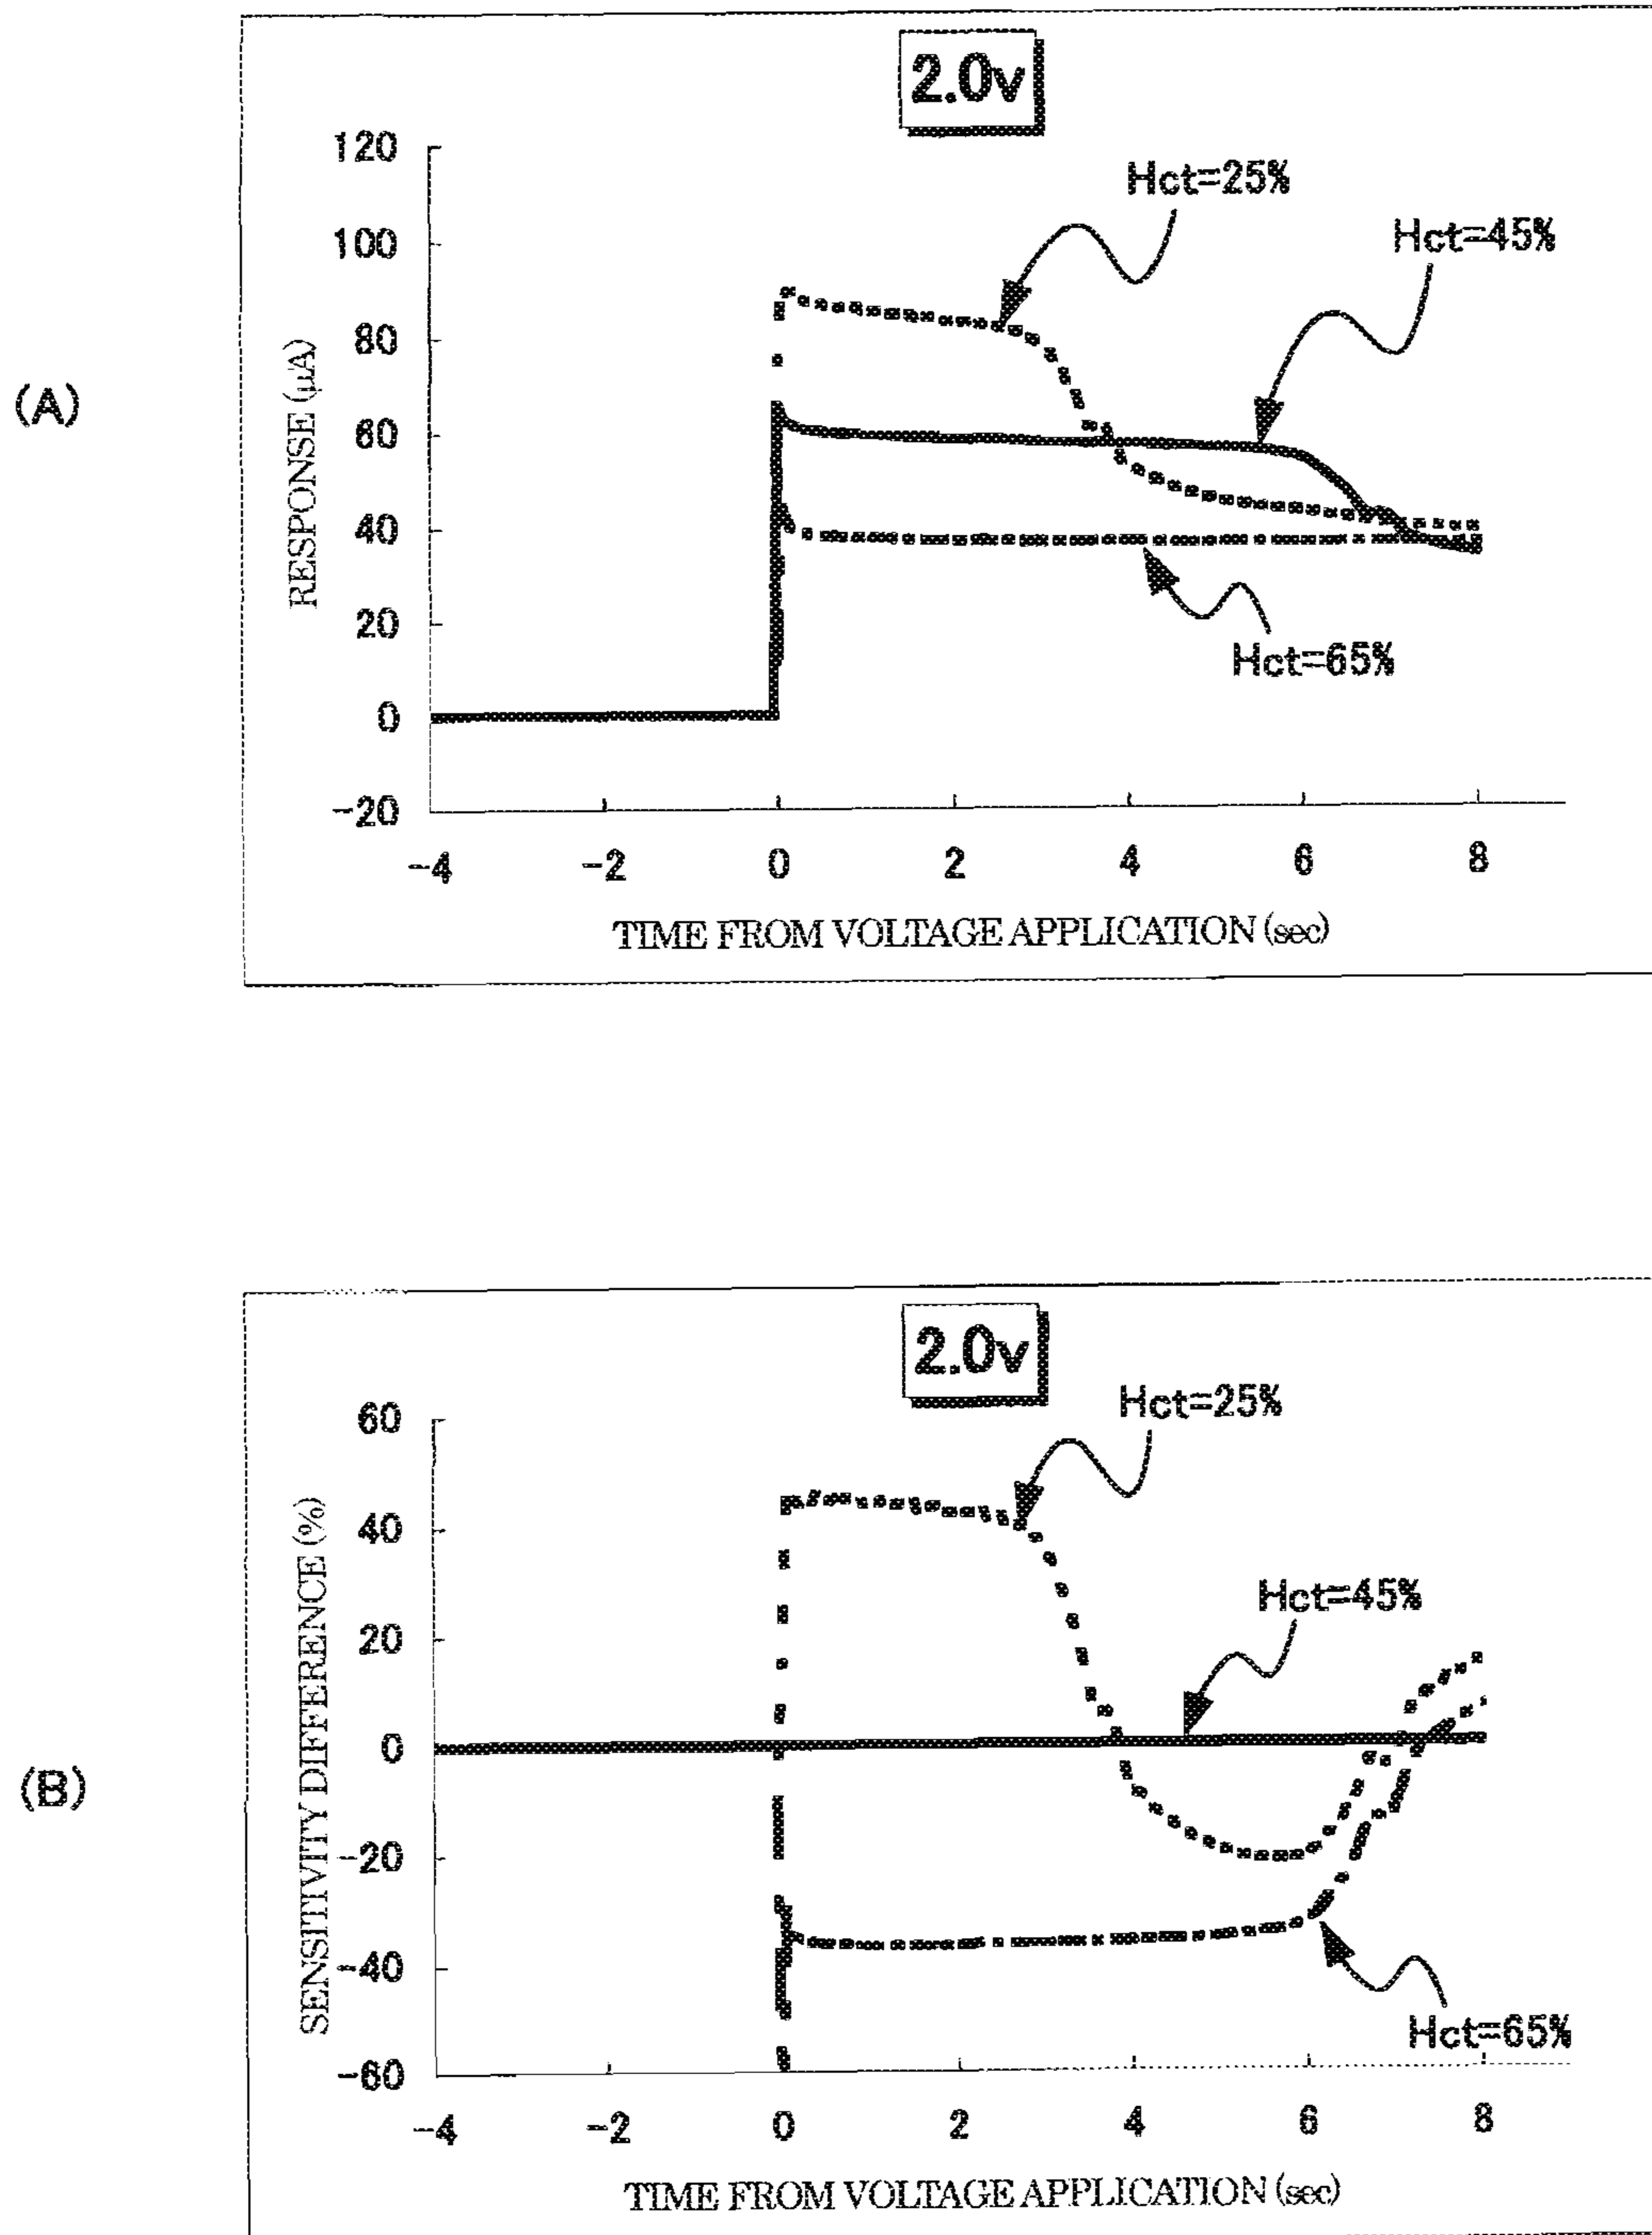 (A)
2.0v
120
100
80
60
40
20
0
-20
RESPONSE (μA)
Hct=25%
Hct=45%
Hct=65%
-4 -2 0 2 4 6 8
TIME FROM VOLTAGE APPLICATION (sec)
(B)
2.0v
60
40
20
0
-20
-40
-60
SENSITIVITY DIFFERENCE (%)
Hct=25%
Hct=45%
Hct=65%
-4 -2 0 2 4 6 8
TIME FROM VOLTAGE APPLICATION (sec)